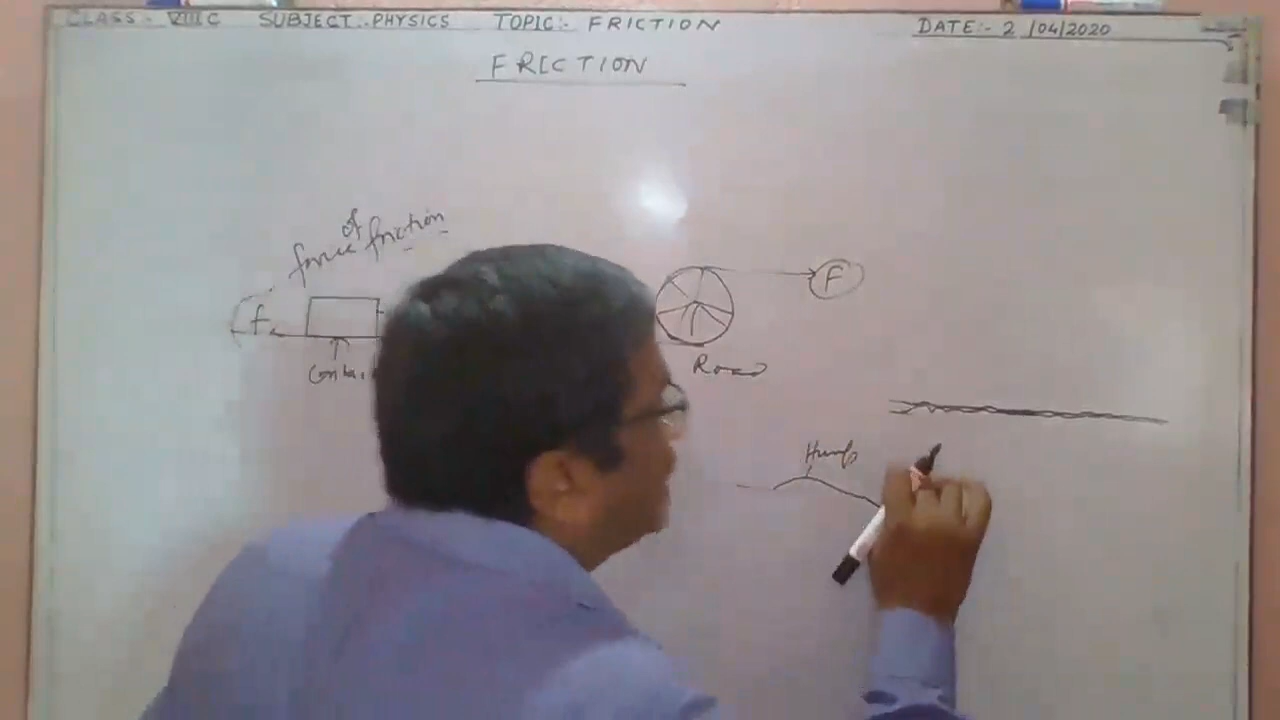 CLASS:- VIII C SUBJECT:- PHYSICS TOPIC:- FRICTION DATE:- 2/04/2020
FRICTION
force of friction
f
F
Road
Hump